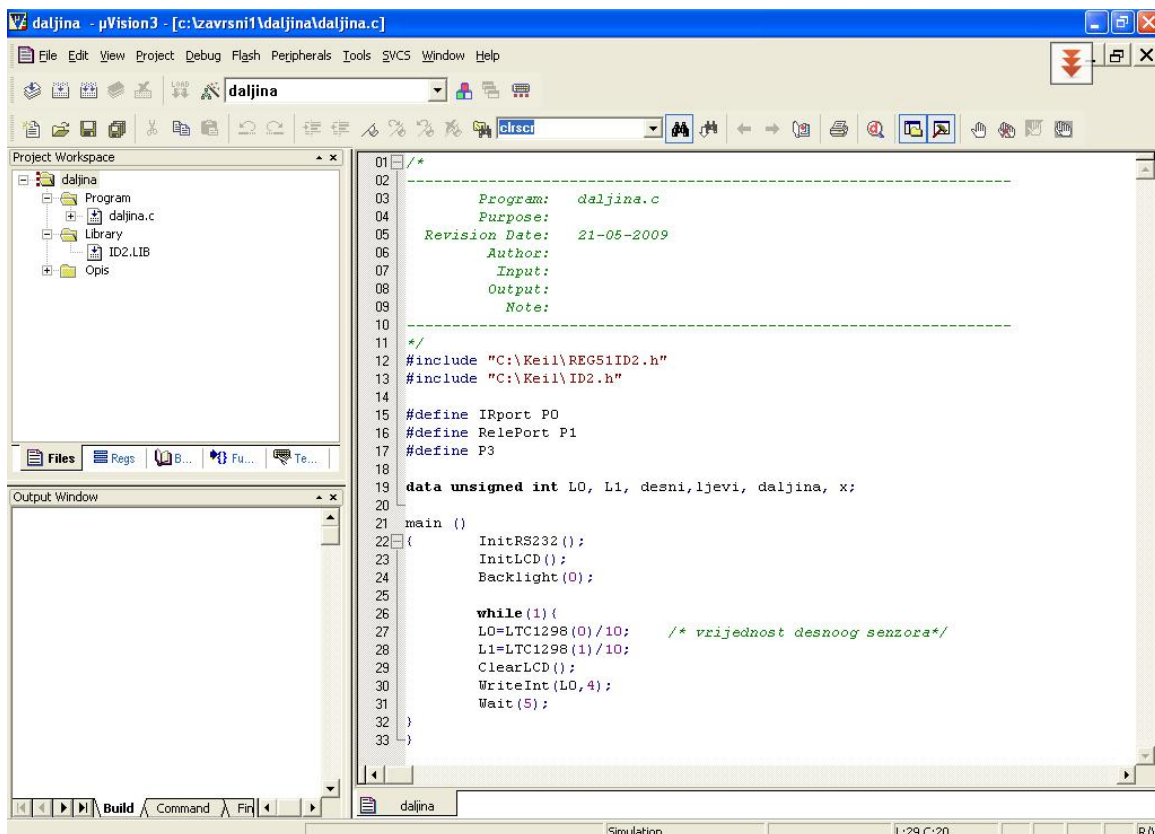 daljina - µVision3 - [c:\zavrsni1\daljina\daljina.c]
File Edit View Project Debug Flash Peripherals Tools SVCS Window Help
LOAD daljina
clrscr
Project Workspace
daljina
Program
daljina.c
Library
ID2.LIB
Opis
Files Regs B... Fu... Te...
Output Window
Build Command Fin
01 /*
02 -------------------------------------------------------------------
03 Program: daljina.c
04 Purpose:
05 Revision Date: 21-05-2009
06 Author:
07 Input:
08 Output:
09 Note:
10 -------------------------------------------------------------------
11 */
12 #include "C:\Keil\REG51ID2.h"
13 #include "C:\Keil\ID2.h"
14
15 #define IRport P0
16 #define RelePort P1
17 #define P3
18
19 data unsigned int L0, L1, desni,ljevi, daljina, x;
20
21 main ()
22 { InitRS232();
23 InitLCD();
24 Backlight(0);
25
26 while(1){
27 L0=LTC1298(0)/10; /* vrijednost desnoog senzora*/
28 L1=LTC1298(1)/10;
29 ClearLCD();
30 WriteInt(L0,4);
31 Wait(5);
32 }
33 }
daljina
Simulation L:29 C:20